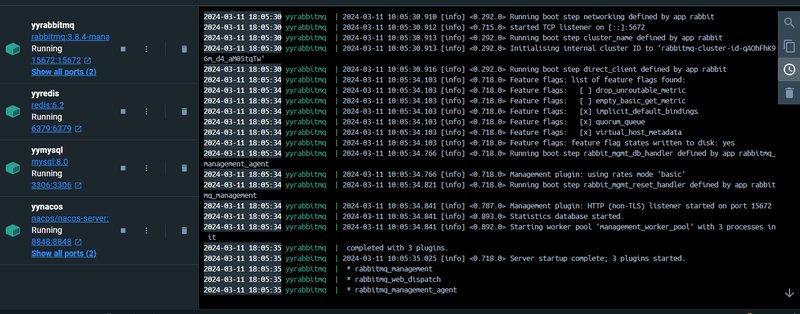 yyrabbitmq
rabbitmq:3.8.4-mana
Running
15672:15672
Show all ports (2)
yyredis
redis:6.2
Running
6379:6379
yymysql
mysql:8.0
Running
3306:3306
yynacos
nacos/nacos-server:
Running
8848:8848
Show all ports (2)
2024-03-11 18:05:30 yyrabbitmq | 2024-03-11 10:05:30.910 [info] <0.292.0> Running boot step networking defined by app rabbit
2024-03-11 18:05:30 yyrabbitmq | 2024-03-11 10:05:30.912 [info] <0.715.0> started TCP listener on [::]:5672
2024-03-11 18:05:30 yyrabbitmq | 2024-03-11 10:05:30.913 [info] <0.292.0> Running boot step cluster_name defined by app rabbit
2024-03-11 18:05:30 yyrabbitmq | 2024-03-11 10:05:30.913 [info] <0.292.0> Initialising internal cluster ID to 'rabbitmq-cluster-id-qAOhFhK9
6m_d4_aM05tqTw'
2024-03-11 18:05:30 yyrabbitmq | 2024-03-11 10:05:30.916 [info] <0.292.0> Running boot step direct_client defined by app rabbit
2024-03-11 18:05:34 yyrabbitmq | 2024-03-11 10:05:34.103 [info] <0.718.0> Feature flags: list of feature flags found:
2024-03-11 18:05:34 yyrabbitmq | 2024-03-11 10:05:34.103 [info] <0.718.0> Feature flags: [ ] drop_unroutable_metric
2024-03-11 18:05:34 yyrabbitmq | 2024-03-11 10:05:34.103 [info] <0.718.0> Feature flags: [ ] empty_basic_get_metric
2024-03-11 18:05:34 yyrabbitmq | 2024-03-11 10:05:34.103 [info] <0.718.0> Feature flags: [x] implicit_default_bindings
2024-03-11 18:05:34 yyrabbitmq | 2024-03-11 10:05:34.103 [info] <0.718.0> Feature flags: [x] quorum_queue
2024-03-11 18:05:34 yyrabbitmq | 2024-03-11 10:05:34.103 [info] <0.718.0> Feature flags: [x] virtual_host_metadata
2024-03-11 18:05:34 yyrabbitmq | 2024-03-11 10:05:34.103 [info] <0.718.0> Feature flags: feature flag states written to disk: yes
2024-03-11 18:05:34 yyrabbitmq | 2024-03-11 10:05:34.766 [info] <0.718.0> Running boot step rabbit_mgmt_db_handler defined by app rabbitmq_
management_agent
2024-03-11 18:05:34 yyrabbitmq | 2024-03-11 10:05:34.766 [info] <0.718.0> Management plugin: using rates mode 'basic'
2024-03-11 18:05:34 yyrabbitmq | 2024-03-11 10:05:34.821 [info] <0.718.0> Running boot step rabbit_mgmt_reset_handler defined by app rabbit
mq_management
2024-03-11 18:05:34 yyrabbitmq | 2024-03-11 10:05:34.841 [info] <0.787.0> Management plugin: HTTP (non-TLS) listener started on port 15672
2024-03-11 18:05:34 yyrabbitmq | 2024-03-11 10:05:34.841 [info] <0.893.0> Statistics database started.
2024-03-11 18:05:34 yyrabbitmq | 2024-03-11 10:05:34.841 [info] <0.892.0> Starting worker pool 'management_worker_pool' with 3 processes in
it
2024-03-11 18:05:35 yyrabbitmq | completed with 3 plugins.
2024-03-11 18:05:35 yyrabbitmq | 2024-03-11 10:05:35.025 [info] <0.718.0> Server startup complete; 3 plugins started.
2024-03-11 18:05:35 yyrabbitmq | * rabbitmq_management
2024-03-11 18:05:35 yyrabbitmq | * rabbitmq_web_dispatch
2024-03-11 18:05:35 yyrabbitmq | * rabbitmq_management_agent